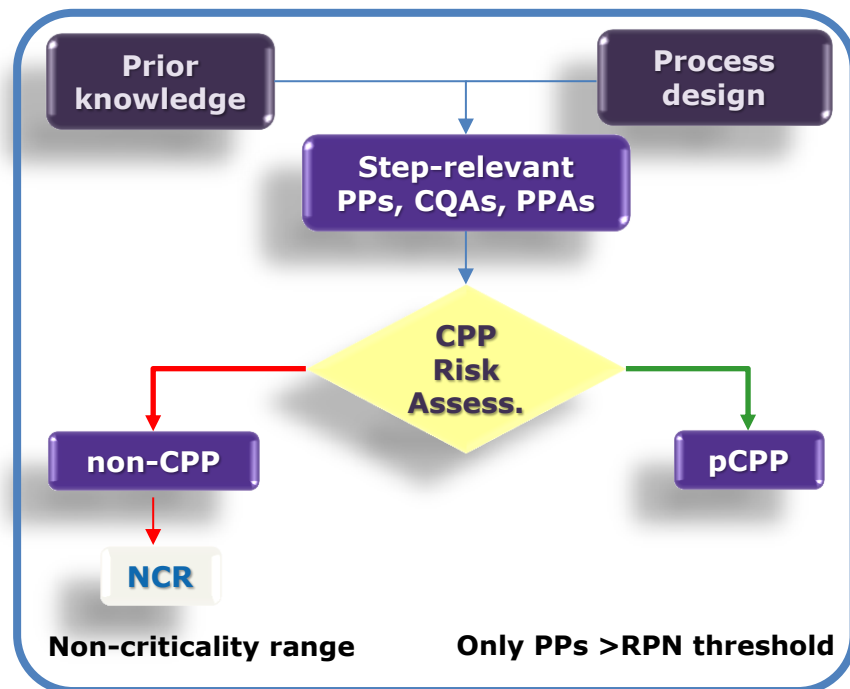 Prior
knowledge
Process
design
Step-relevant
PPs, CQAs, PPAs
CPP
Risk
Assess.
non-CPP
pCPP
NCR
Non-criticality range
Only PPs >RPN threshold